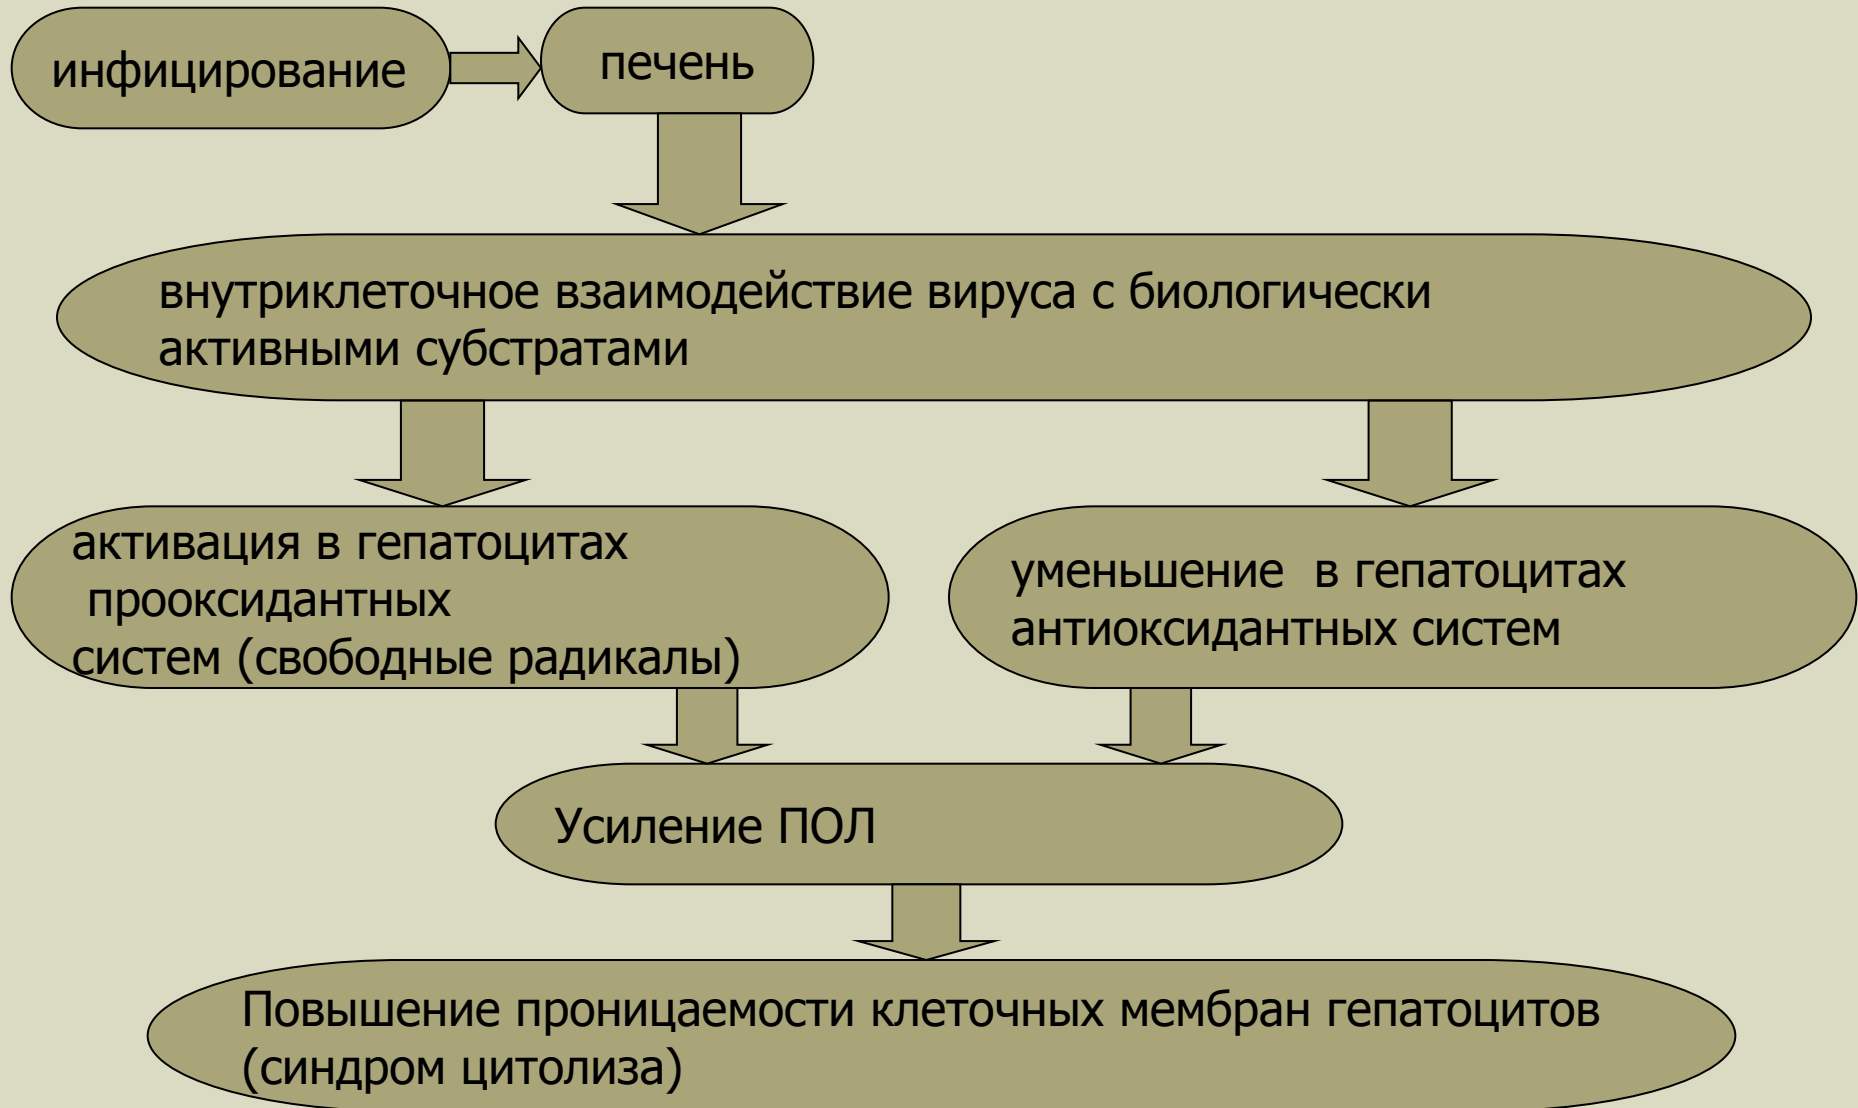 инфицирование
печень
внутриклеточное взаимодействие вируса с биологически
активными субстратами
активация в гепатоцитах
прооксидантных
систем (свободные радикалы)
уменьшение в гепатоцитах
антиоксидантных систем
Усиление ПОЛ
Повышение проницаемости клеточных мембран гепатоцитов
(синдром цитолиза)